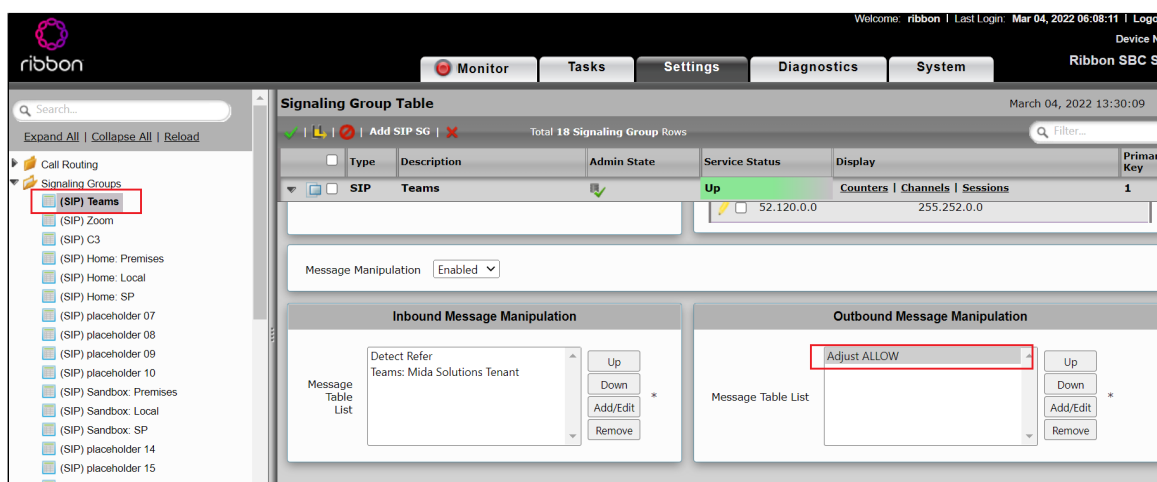 Welcome: ribbon | Last Login: Mar 04, 2022 06:08:11 | Logo
Device N
ribbon
Ribbon SBC S
Monitor
Tasks
Settings
Diagnostics
System
Search...
Expand All | Collapse All | Reload
Call Routing
Signaling Groups
(SIP) Teams
(SIP) Zoom
(SIP) C3
(SIP) Home: Premises
(SIP) Home: Local
(SIP) Home: SP
(SIP) placeholder 07
(SIP) placeholder 08
(SIP) placeholder 09
(SIP) placeholder 10
(SIP) Sandbox: Premises
(SIP) Sandbox: Local
(SIP) Sandbox: SP
(SIP) placeholder 14
(SIP) placeholder 15
Signaling Group Table
March 04, 2022 13:30:09
| | | Add SIP SG |
Total 18 Signaling Group Rows
Filter...
Type Description Admin State Service Status Display Primar Key
SIP Teams Up Counters | Channels | Sessions 1
52.120.0.0 255.252.0.0
Message Manipulation Enabled
Inbound Message Manipulation
Message Table List
Detect Refer
Teams: Mida Solutions Tenant
Up
Down
Add/Edit
Remove
*
Outbound Message Manipulation
Message Table List
Adjust ALLOW
Up
Down
Add/Edit
Remove
*